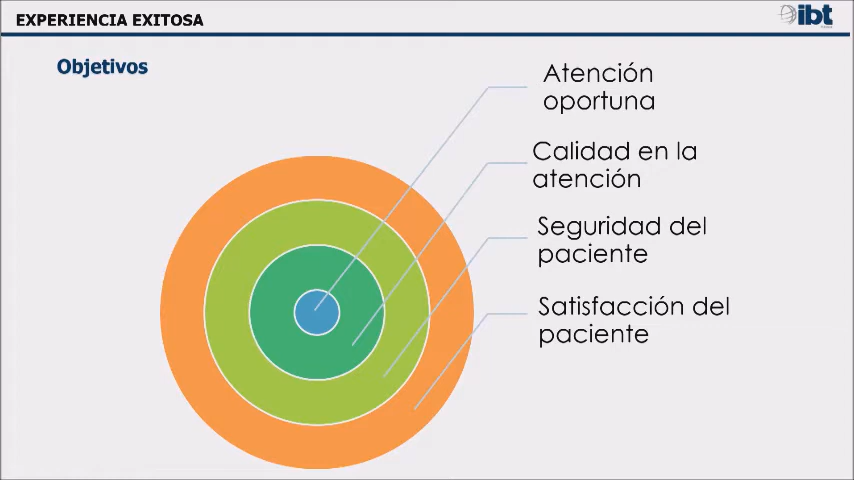 EXPERIENCIA EXITOSA
ibt
Objetivos
Atención
oportuna
Calidad en la
atención
Seguridad del
paciente
Satisfacción del
paciente